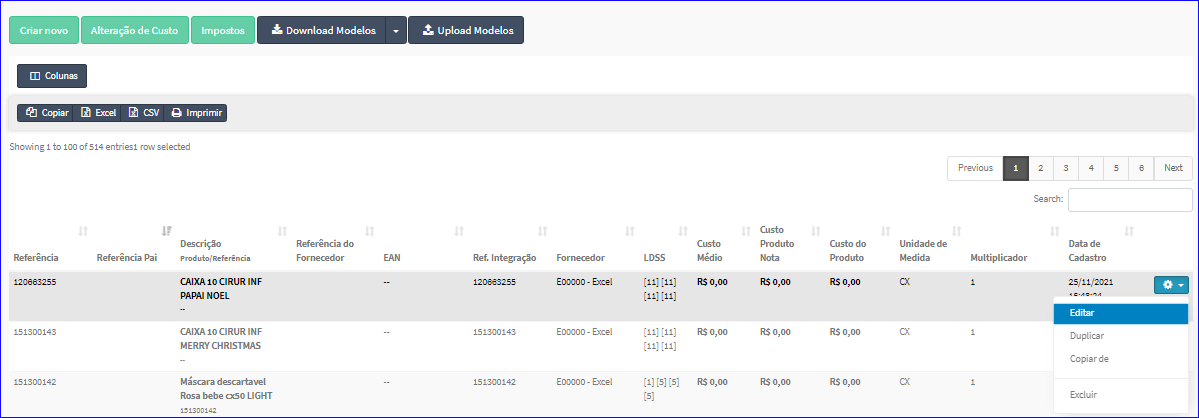 Criar novo Alteração de Custo Impostos Download Modelos Upload Modelos
Colunas
Copiar Excel CSV Imprimir
Showing 1 to 100 of 514 entries1 row selected
Previous 1 2 3 4 5 6 Next
Search:
Referência Referência Pai Descrição Produto/Referência Referência do Fornecedor EAN Ref. Integração Fornecedor LDSS Custo Médio Custo Produto Nota Custo do Produto Unidade de Medida Multiplicador Data de Cadastro
120663255 CAIXA 10 CIRUR INF -- 120663255 E00000 - Excel [11] [11] R$ 0,00 R$ 0,00 R$ 0,00 CX 1 25/11/2021
PAPAI NOEL [11] [11]
--
Editar
151300143 CAIXA 10 CIRUR INF -- 151300143 E00000 - Excel [11] [11] R$ 0,00 R$ 0,00 R$ 0,00 CX 1
MERRY CHRISTMAS [11] [11]
--
Duplicar
Copiar de
151300142 Máscara descartavel -- 151300142 E00000 - Excel [1] [5] [5] R$ 0,00 R$ 0,00 R$ 0,00 CX 1
Rosa bebe cx50 LIGHT [5]
151300142
Excluir